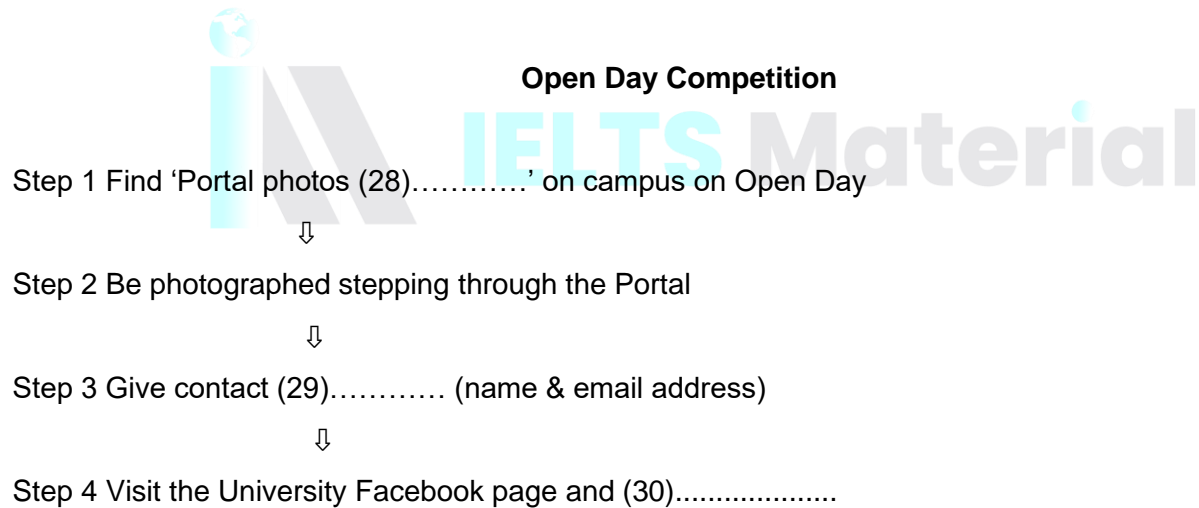 Open Day Competition
IELTS Material
Step 1 Find ‘Portal photos (28)…………’ on campus on Open Day
⇩
Step 2 Be photographed stepping through the Portal
⇩
Step 3 Give contact (29)………… (name & email address)
⇩
Step 4 Visit the University Facebook page and (30)....................